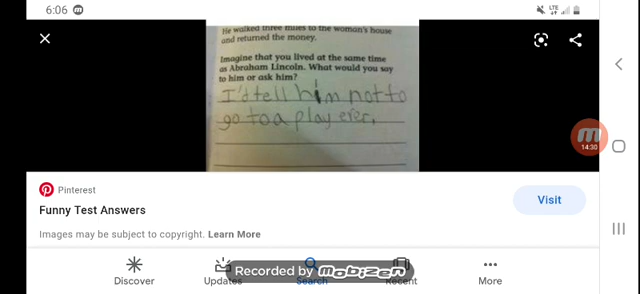 6:06
LTE
He walked three miles to the woman's house
and returned the money.
Imagine that you lived at the same time
as Abraham Lincoln. What would you say
to him or ask him?
I'd tell him not to
go to a play ever.
14:30
Pinterest
Visit
Funny Test Answers
Images may be subject to copyright. Learn More
Discover
Updates
Search
Recent
More
Recorded by mobizen